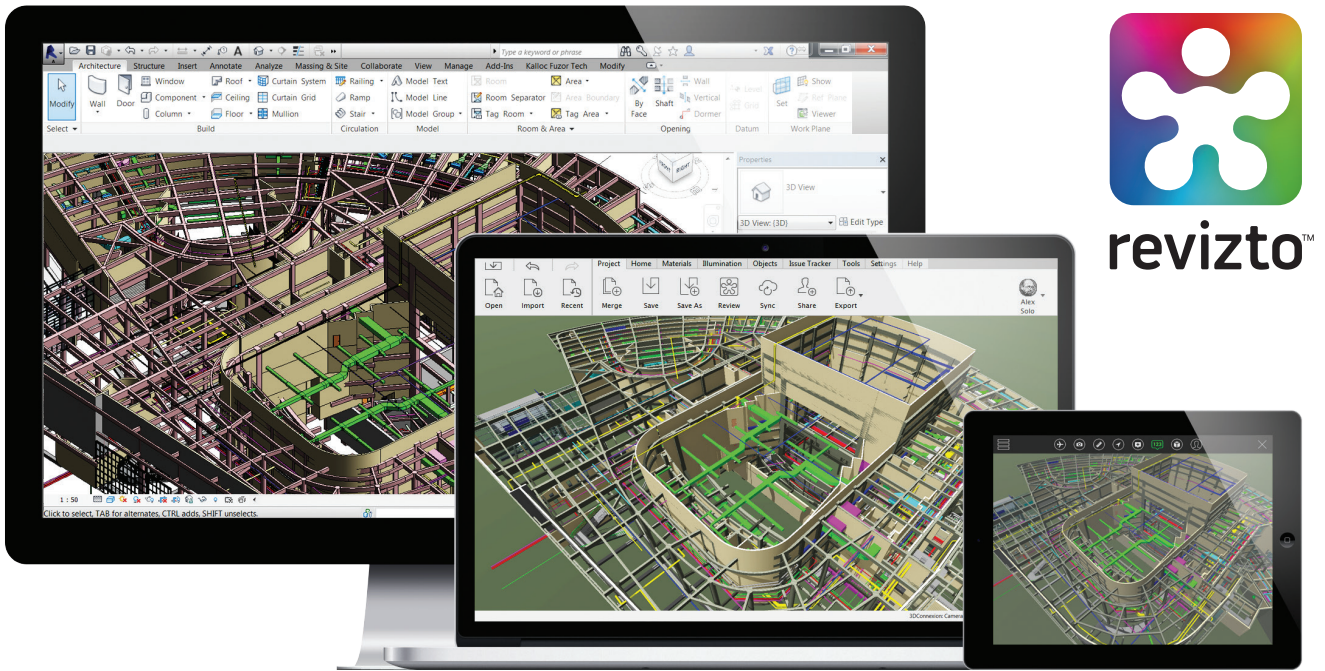 Type a keyword or phrase
Architecture Structure Insert Annotate Analyze Massing & Site Collaborate View Manage Add-Ins Kalloc Fuzor Tech Modify
Modify
Wall
Door
Window
Component
Column
Roof
Ceiling
Floor
Curtain System
Curtain Grid
Mullion
Railing
Ramp
Stair
Model Text
Model Line
Model Group
Room
Room Separator
Tag Room
Area
Area Boundary
Tag Area
By Face
Shaft
Wall
Vertical
Dormer
Level
Grid
Set
Show
Ref Plane
Viewer
Select Build Circulation Model Room & Area Opening Datum Work Plane
Properties
3D View
3D View: {3D} Edit Type
FRONT RIGHT
1 : 50
Click to select, TAB for alternates, CTRL adds, SHIFT unselects.
Project Home Materials Illumination Objects Issue Tracker Tools Settings Help
Open Import Recent Merge Save Save As Review Sync Share Export
Alex
Solo
3DConnexion: Camera
123
revizto™